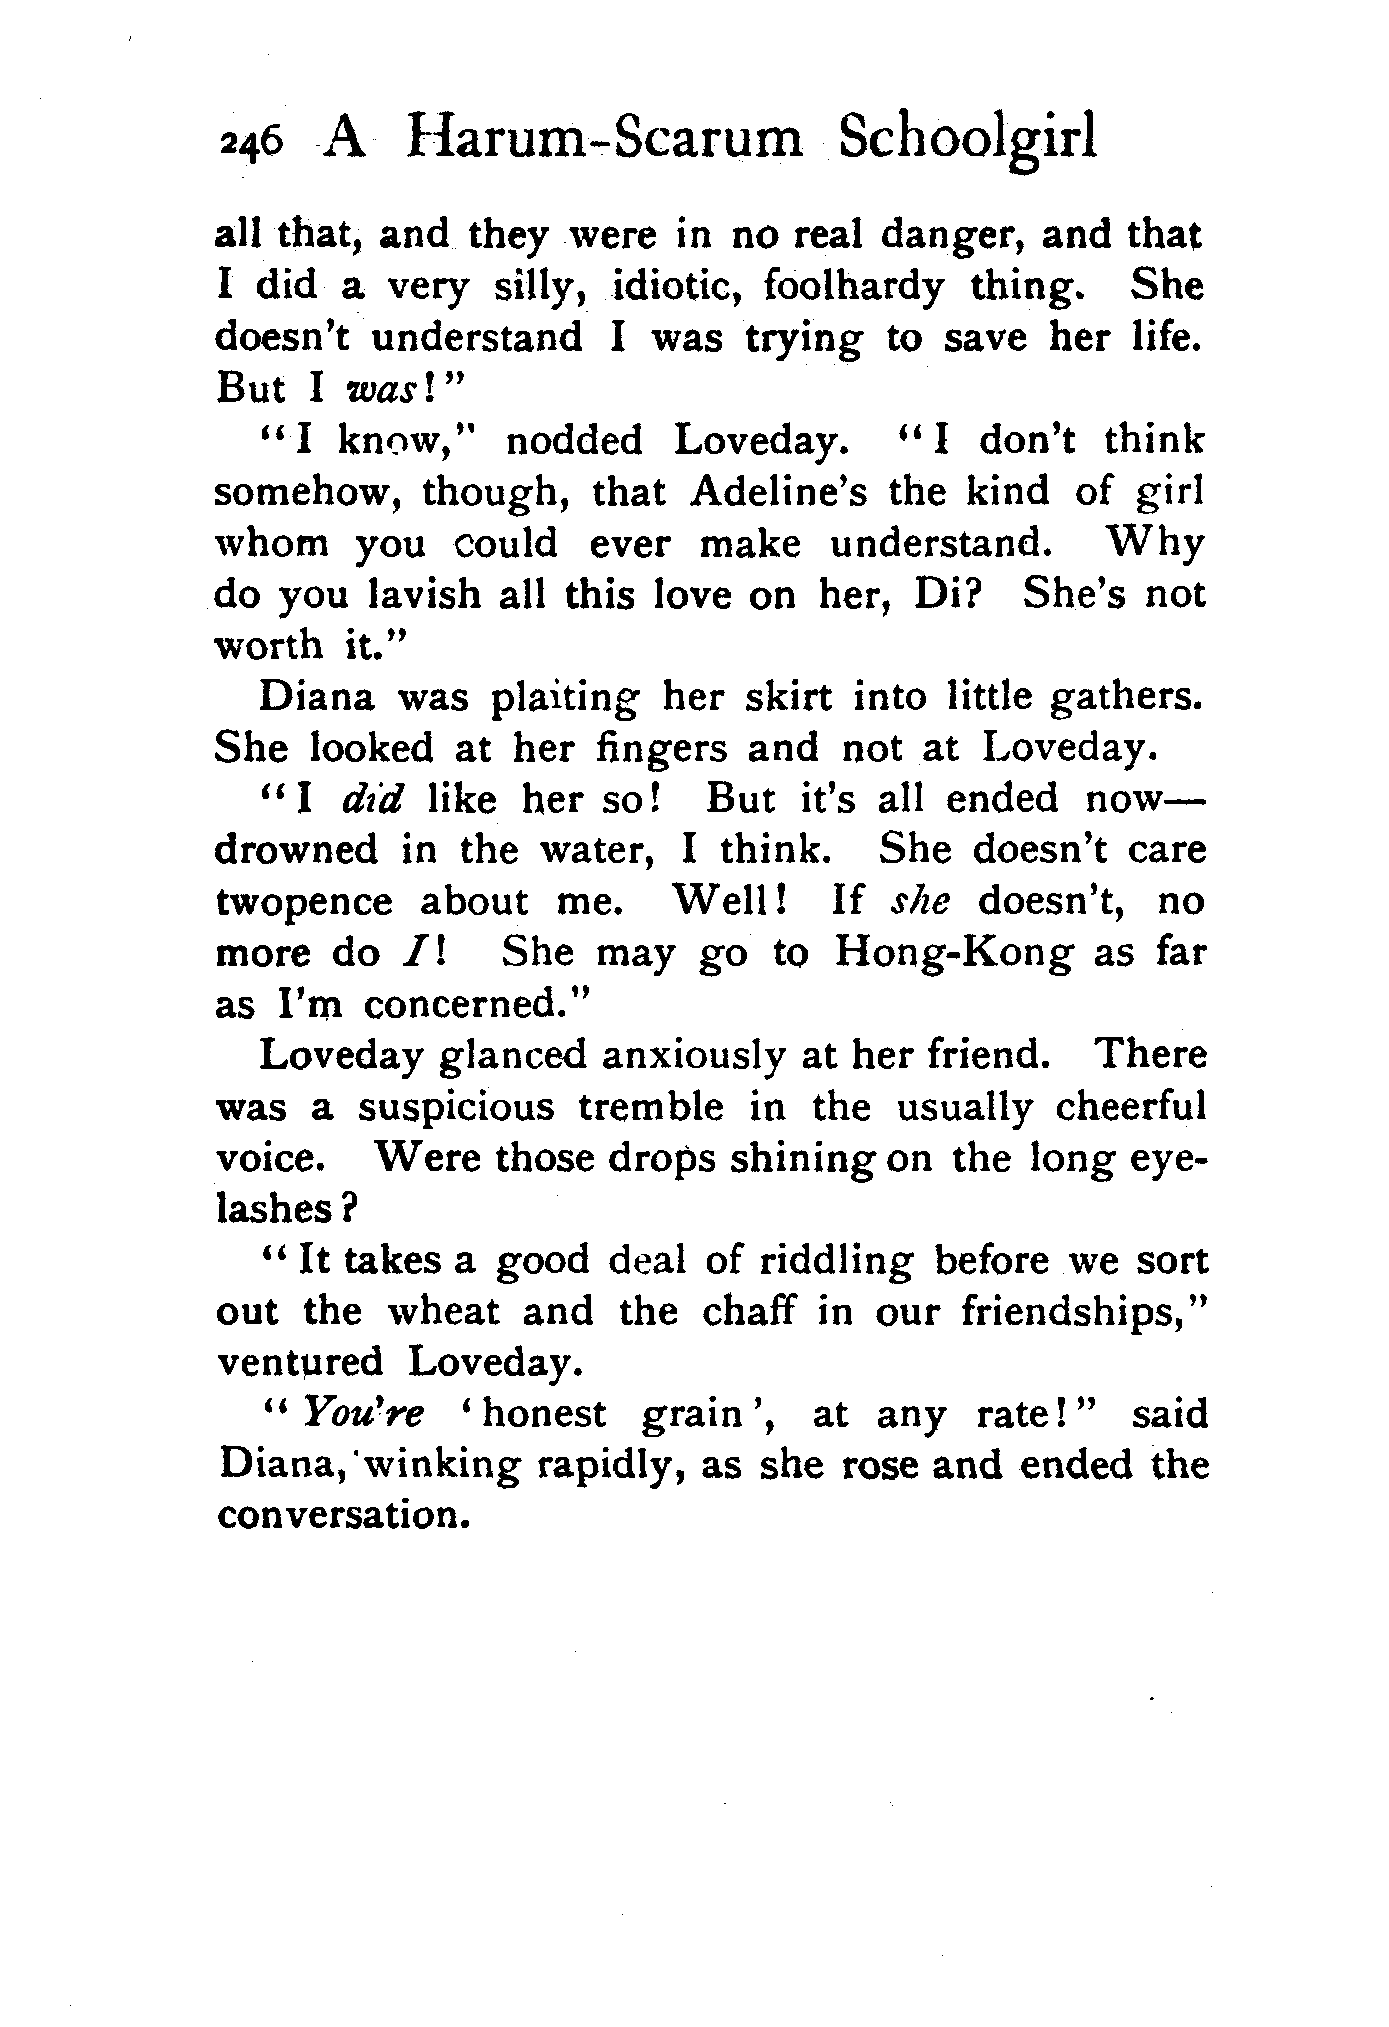 246 A Harum-Scarum Schoolgirl
all that, and they were in no real danger, and that
I did a very silly, idiotic, foolhardy thing. She
doesn't understand I was trying to save her life.
But I was!"
"I know," nodded Loveday. "I don't think
somehow, though, that Adeline's the kind of girl
whom you could ever make understand. Why
do you lavish all this love on her, Di? She's not
worth it."
Diana was plaiting her skirt into little gathers.
She looked at her fingers and not at Loveday.
"I did like her so! But it's all ended now—
drowned in the water, I think. She doesn't care
twopence about me. Well! If she doesn't, no
more do I! She may go to Hong-Kong as far
as I'm concerned."
Loveday glanced anxiously at her friend. There
was a suspicious tremble in the usually cheerful
voice. Were those drops shining on the long eye-
lashes?
"It takes a good deal of riddling before we sort
out the wheat and the chaff in our friendships,"
ventured Loveday.
"You're 'honest grain', at any rate!" said
Diana, winking rapidly, as she rose and ended the
conversation.